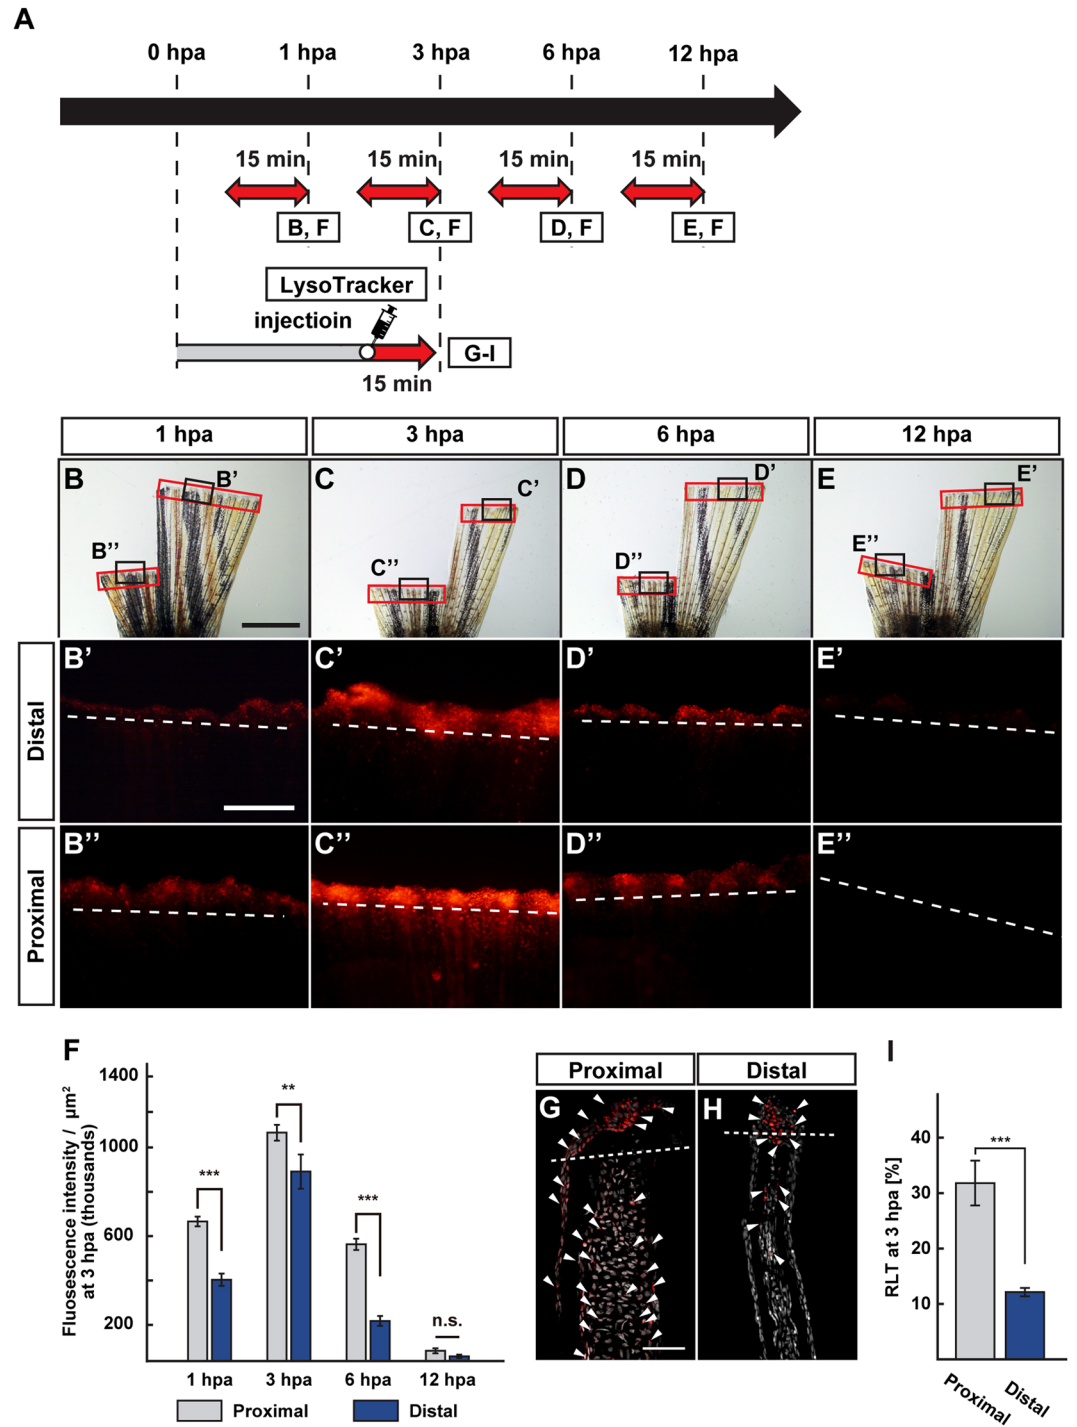 A
0 hpa 1 hpa 3 hpa 6 hpa 12 hpa
15 min 15 min 15 min 15 min
B, F C, F D, F E, F
LysoTracker
injectioin
G-I
15 min
1 hpa 3 hpa 6 hpa 12 hpa
B B' B'' C C' C'' D D' D'' E E' E''
Distal
B' C' D' E'
Proximal
B'' C'' D'' E''
F
Fluosescence intensity / µm²
at 3 hpa (thousands)
1400
1000
600
200
*** ** *** n.s.
1 hpa 3 hpa 6 hpa 12 hpa
Proximal Distal
Proximal Distal
G H
I
RLT at 3 hpa [%]
40
30
20
10
***
Proximal Distal